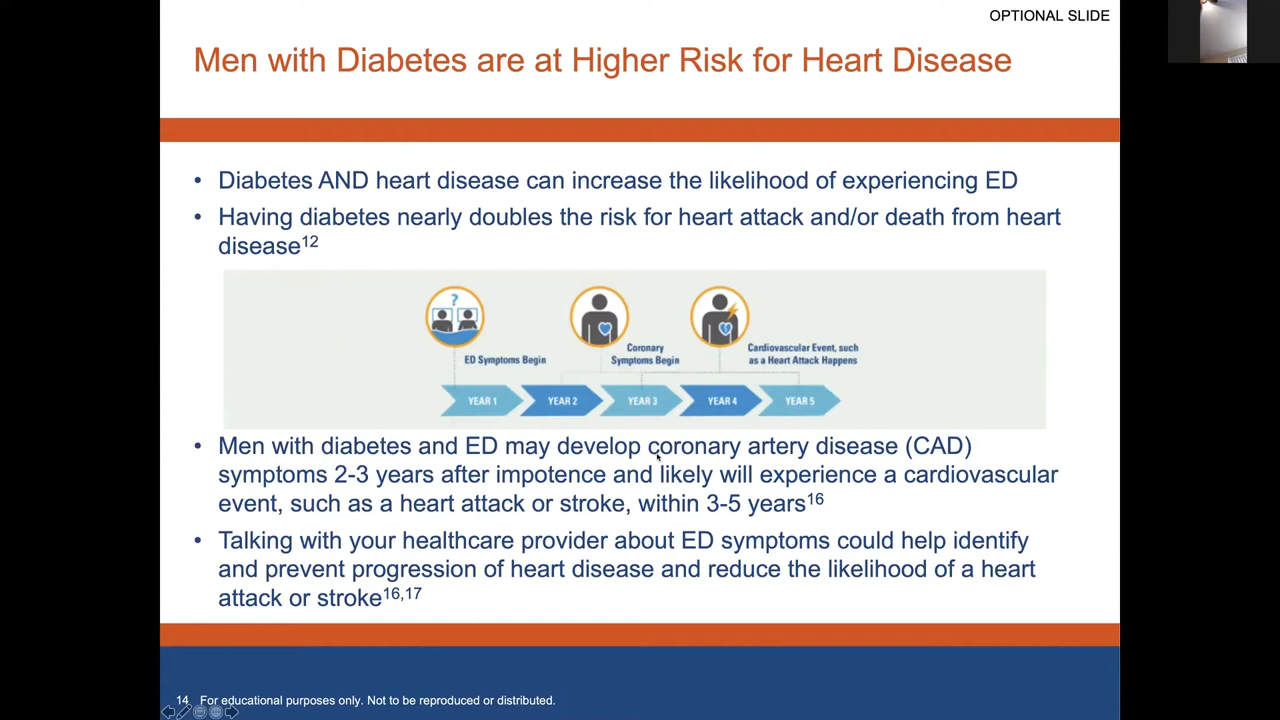 OPTIONAL SLIDE
Men with Diabetes are at Higher Risk for Heart Disease
• Diabetes AND heart disease can increase the likelihood of experiencing ED
• Having diabetes nearly doubles the risk for heart attack and/or death from heart
disease12
?
ED Symptoms Begin
Coronary
Symptoms Begin
Cardiovascular Event, such
as a Heart Attack Happens
YEAR 1
YEAR 2
YEAR 3
YEAR 4
YEAR 5
• Men with diabetes and ED may develop coronary artery disease (CAD)
symptoms 2-3 years after impotence and likely will experience a cardiovascular
event, such as a heart attack or stroke, within 3-5 years16
• Talking with your healthcare provider about ED symptoms could help identify
and prevent progression of heart disease and reduce the likelihood of a heart
attack or stroke16,17
14 For educational purposes only. Not to be reproduced or distributed.